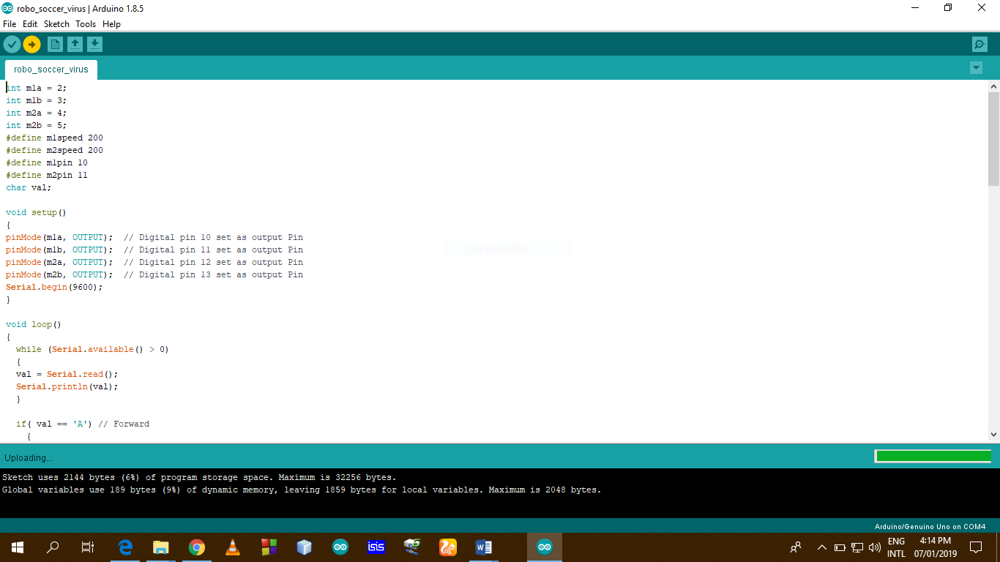 robo_soccer_virus | Arduino 1.8.5
File Edit Sketch Tools Help
robo_soccer_virus
int m1a = 2;
int m1b = 3;
int m2a = 4;
int m2b = 5;
#define m1speed 200
#define m2speed 200
#define m1pin 10
#define m2pin 11
char val;
void setup()
{
pinMode(m1a, OUTPUT);  // Digital pin 10 set as output Pin
pinMode(m1b, OUTPUT);  // Digital pin 11 set as output Pin
pinMode(m2a, OUTPUT);  // Digital pin 12 set as output Pin
pinMode(m2b, OUTPUT);  // Digital pin 13 set as output Pin
Serial.begin(9600);
}
void loop()
{
  while (Serial.available() > 0)
  {
  val = Serial.read();
  Serial.println(val);
  }
  if( val == 'A') // Forward
    {
Full-screen Snip
Uploading...
Sketch uses 2144 bytes (6%) of program storage space. Maximum is 32256 bytes.
Global variables use 189 bytes (9%) of dynamic memory, leaving 1859 bytes for local variables. Maximum is 2048 bytes.
Arduino/Genuino Uno on COM4
isis
ENG
INTL
4:14 PM
07/01/2019